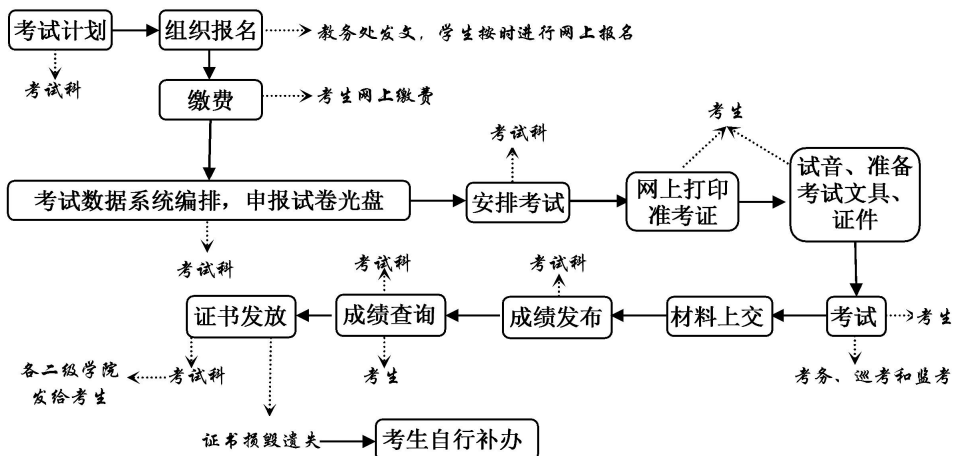 考试计划
组织报名
教务处发文，学生按时进行网上报名
考试科
缴费
考生网上缴费
考试科
考生
考试数据系统编排，申报试卷光盘
安排考试
网上打印
准考证
试音、准备
考试文具、
证件
考试科
考试科
考试科
证书发放
成绩查询
成绩发布
材料上交
考试
考生
各二级学院
发给考生
考试科
考生
考务、巡考和监考
证书损毁遗失
考生自行补办